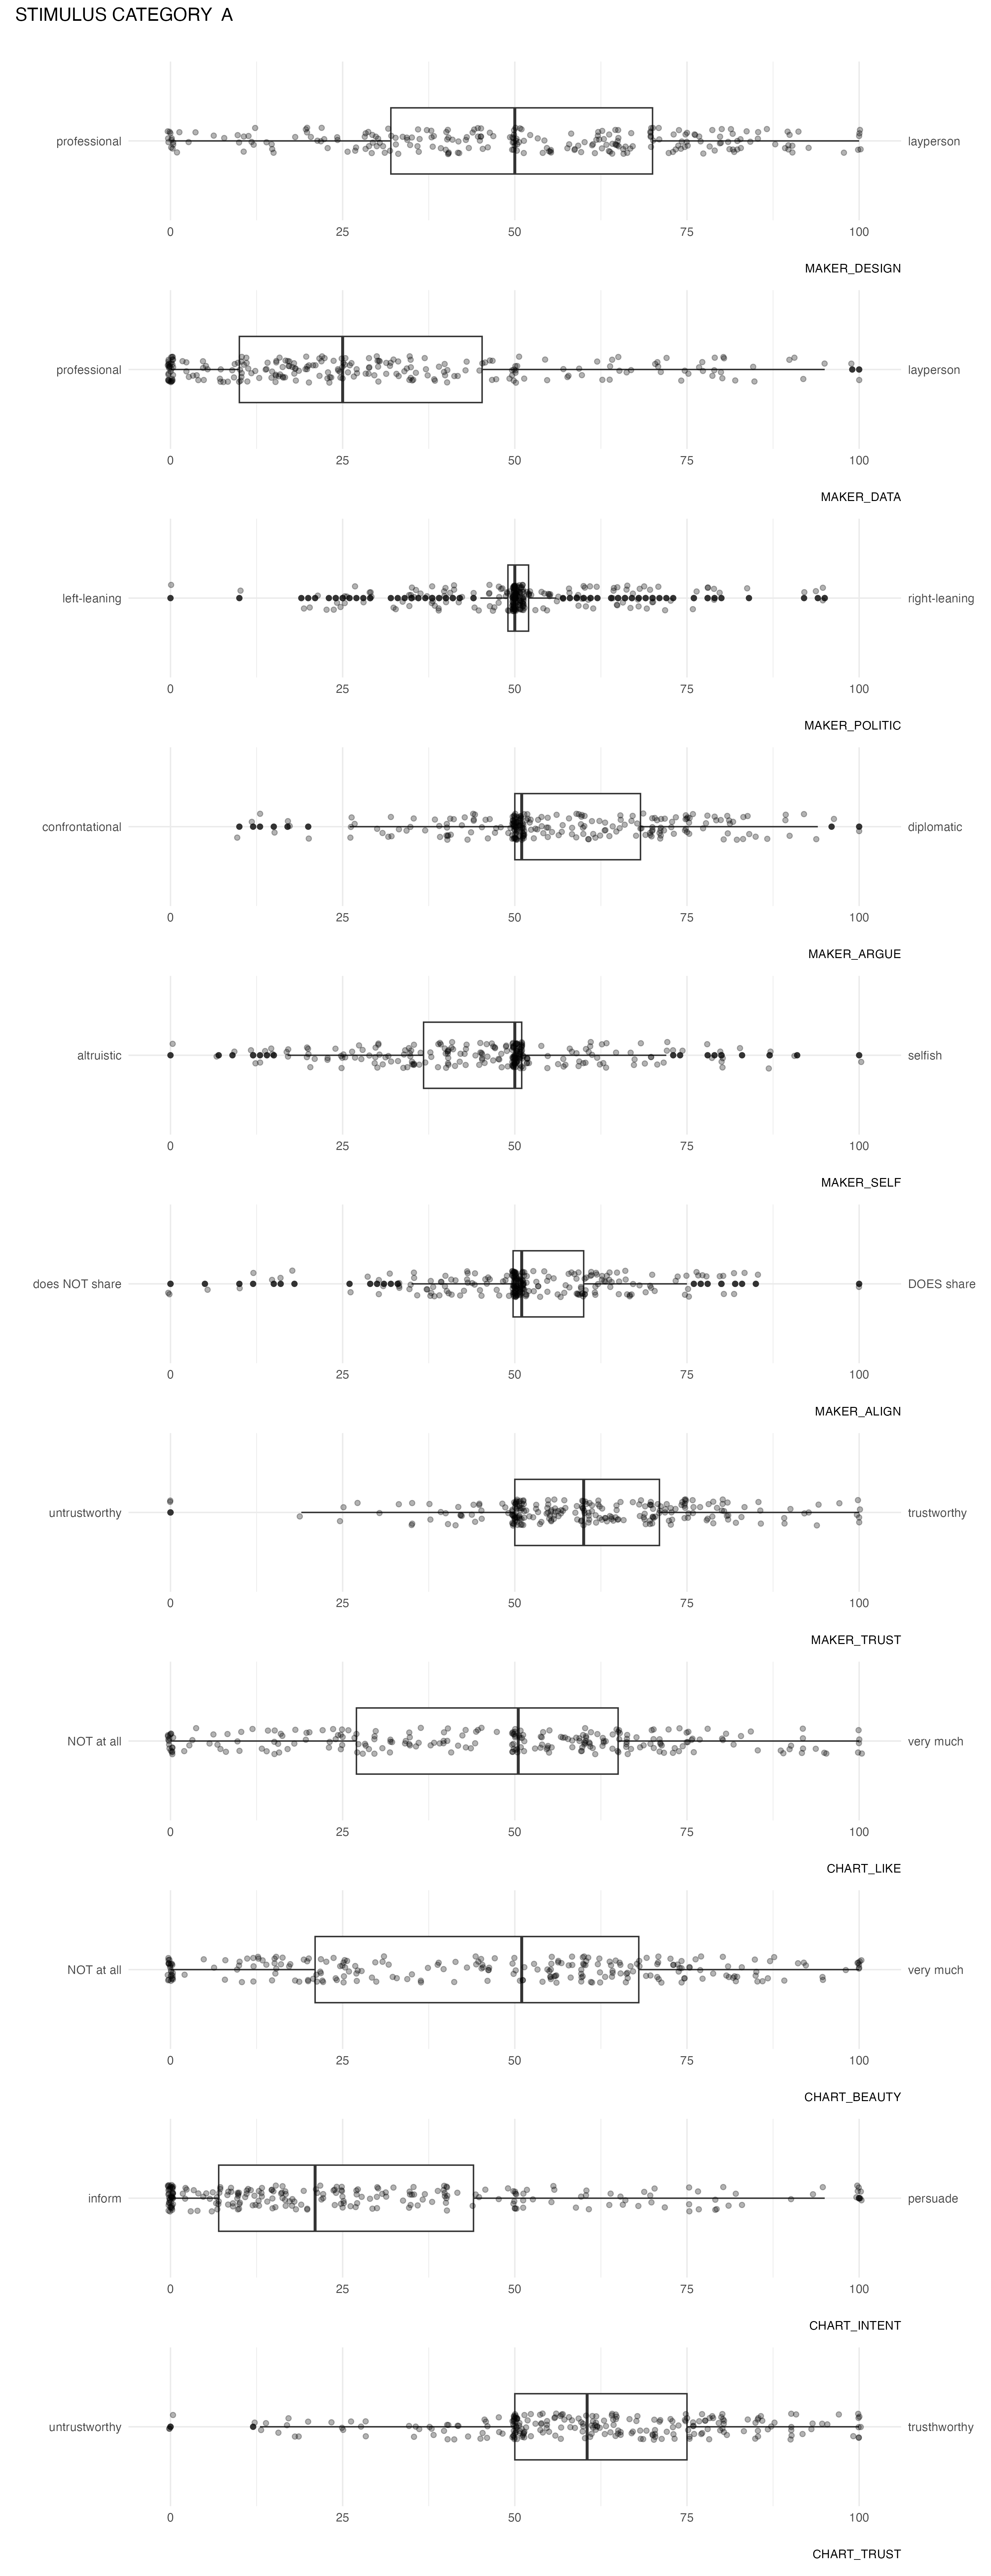 STIMULUS CATEGORY A
professional layperson
0 25 50 75 100
MAKER_DESIGN
professional layperson
0 25 50 75 100
MAKER_DATA
left-leaning right-leaning
0 25 50 75 100
MAKER_POLITIC
confrontational diplomatic
0 25 50 75 100
MAKER_ARGUE
altruistic selfish
0 25 50 75 100
MAKER_SELF
does NOT share DOES share
0 25 50 75 100
MAKER_ALIGN
untrustworthy trustworthy
0 25 50 75 100
MAKER_TRUST
NOT at all very much
0 25 50 75 100
CHART_LIKE
NOT at all very much
0 25 50 75 100
CHART_BEAUTY
inform persuade
0 25 50 75 100
CHART_INTENT
untrustworthy trusthworthy
0 25 50 75 100
CHART_TRUST